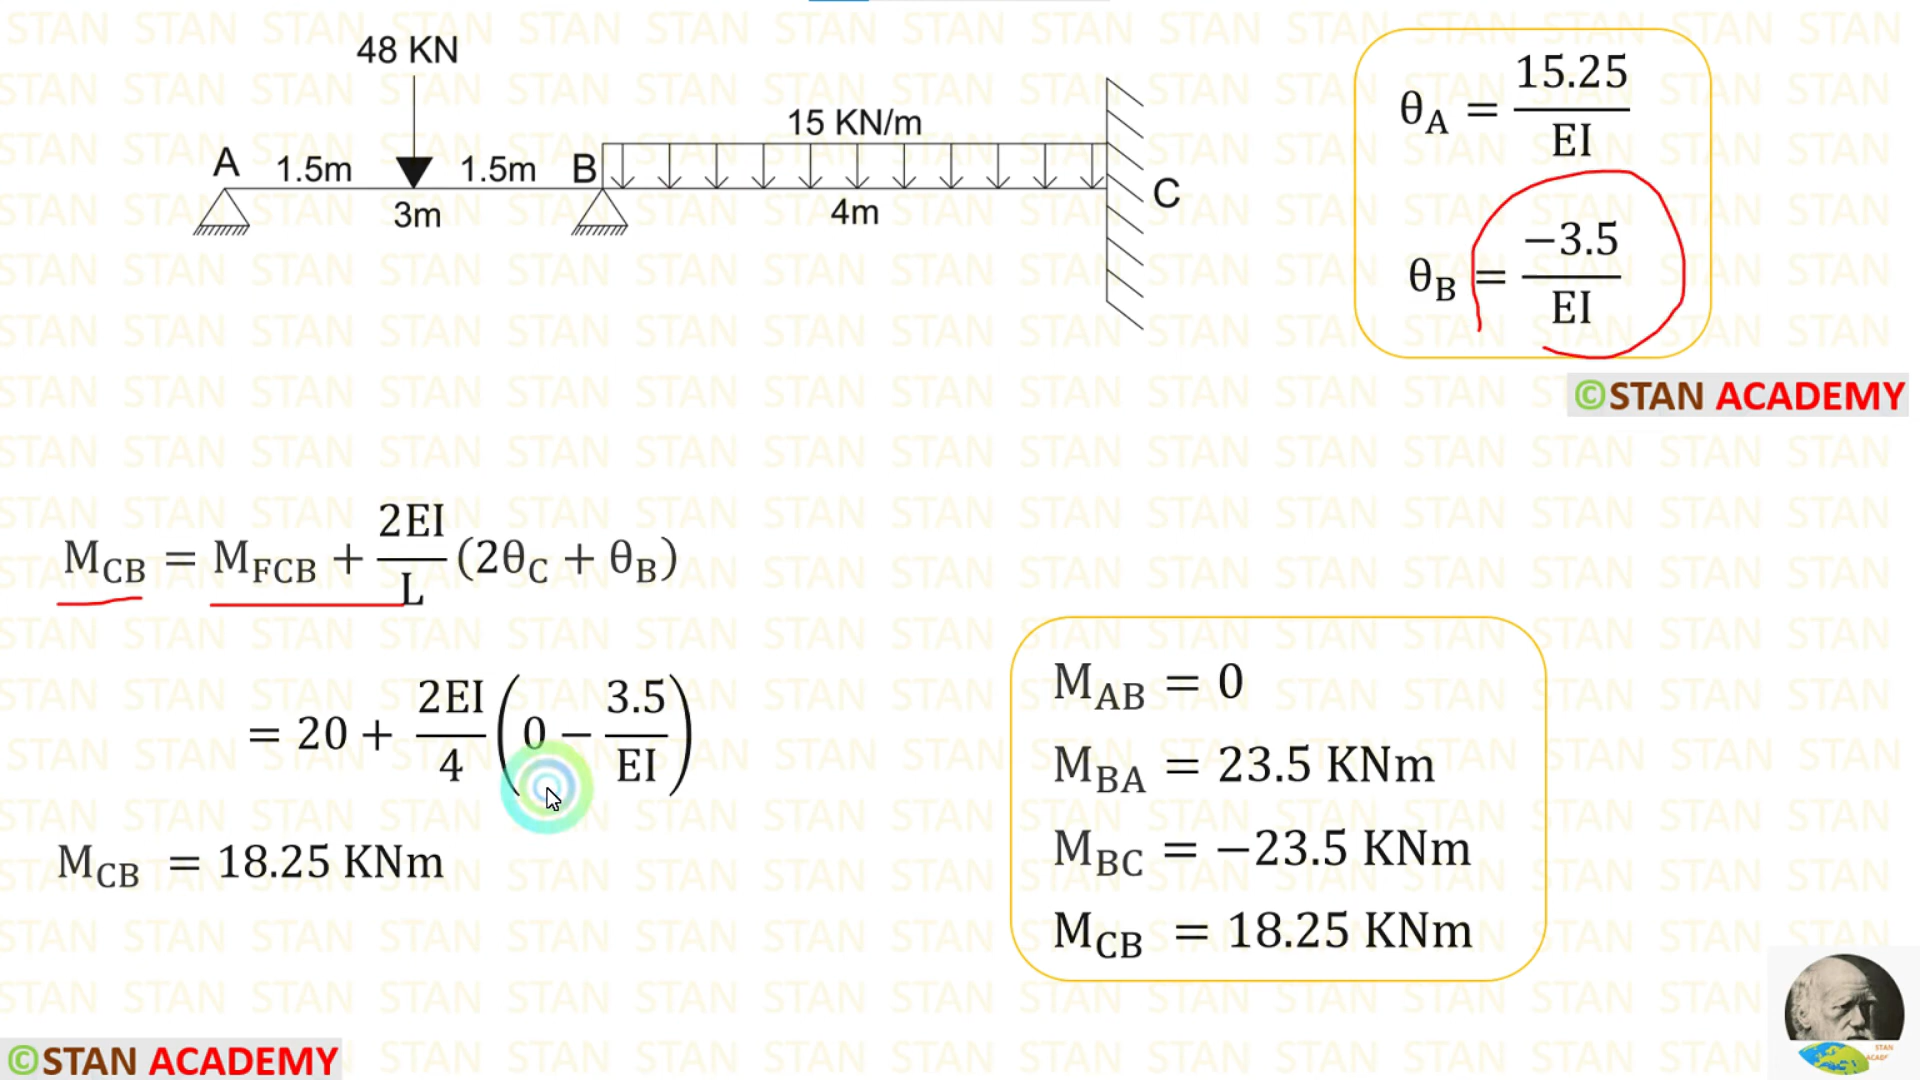 48 KN
15 KN/m
A 1.5m 1.5m B
C
3m
4m
θA = 15.25/EI
θB = −3.5/EI
©STAN ACADEMY
MCB = MFCB + 2EI/L (2θC + θB)
= 20 + 2EI/4 (0 − 3.5/EI)
MCB = 18.25 KNm
MAB = 0
MBA = 23.5 KNm
MBC = −23.5 KNm
MCB = 18.25 KNm
©STAN ACADEMY